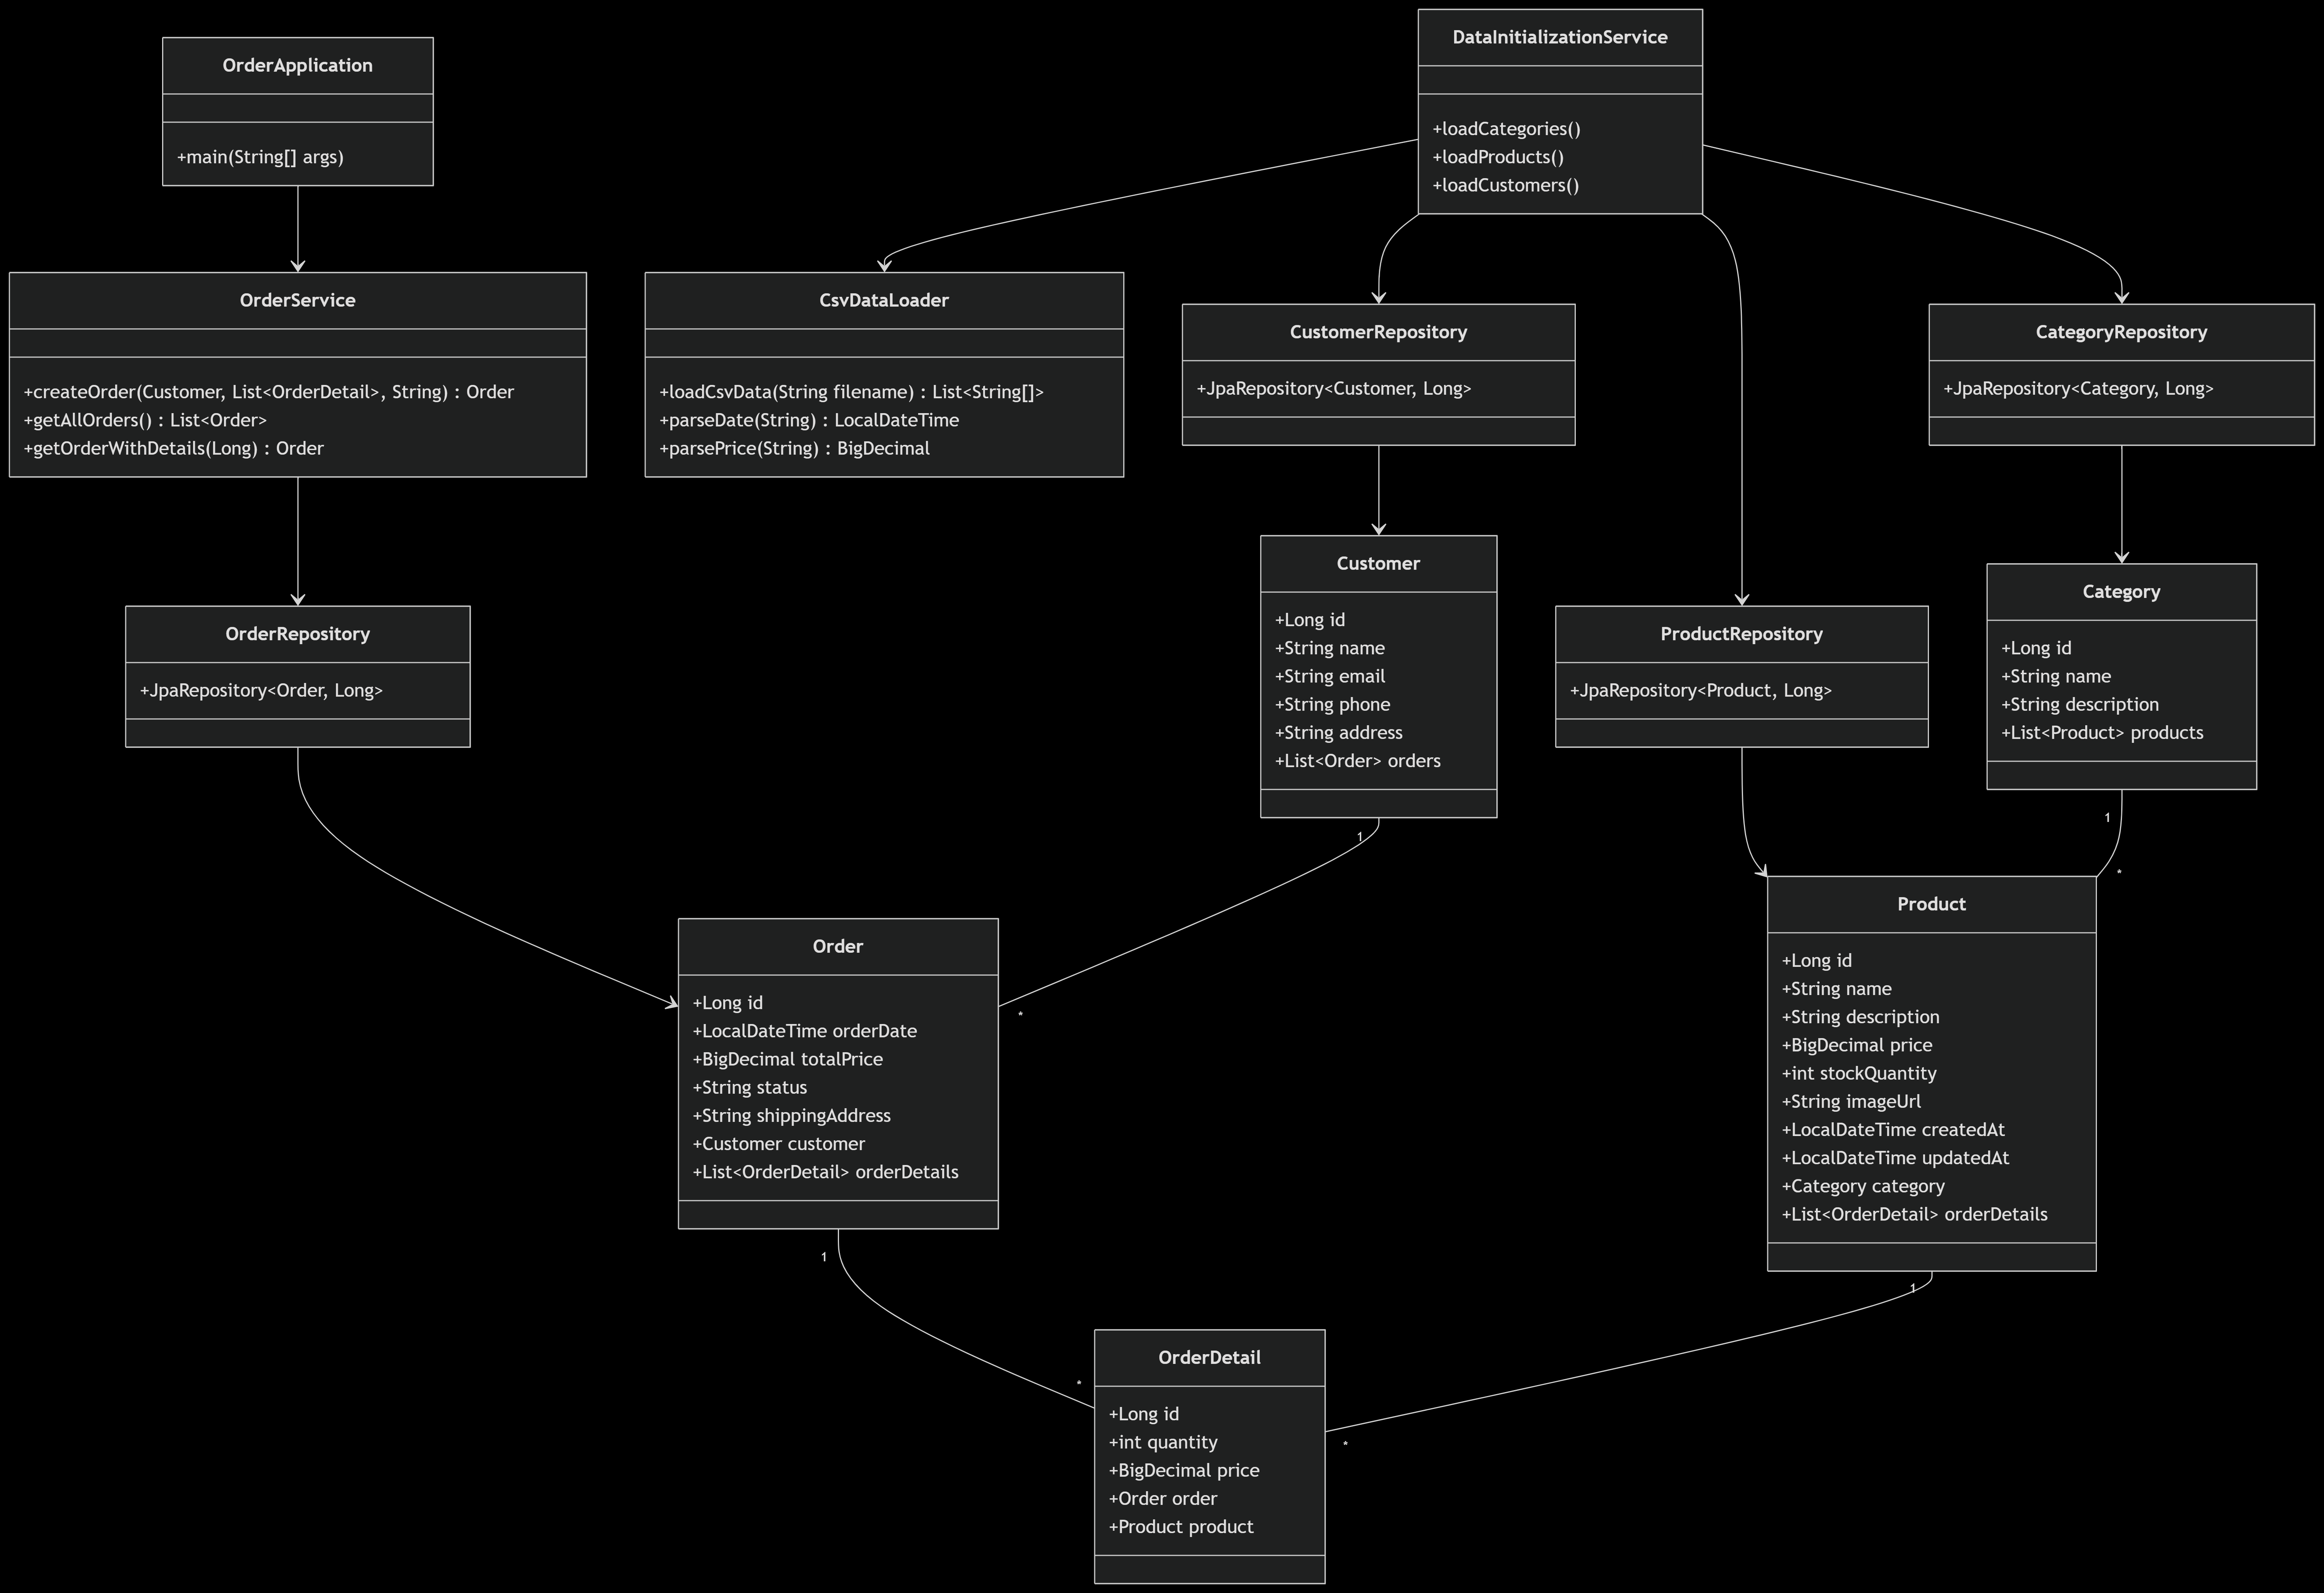 OrderApplication
+main(String[] args)
DataInitializationService
+loadCategories()
+loadProducts()
+loadCustomers()
OrderService
+createOrder(Customer, List<OrderDetail>, String) : Order
+getAllOrders() : List<Order>
+getOrderWithDetails(Long) : Order
CsvDataLoader
+loadCsvData(String filename) : List<String[]>
+parseDate(String) : LocalDateTime
+parsePrice(String) : BigDecimal
CustomerRepository
+JpaRepository<Customer, Long>
CategoryRepository
+JpaRepository<Category, Long>
OrderRepository
+JpaRepository<Order, Long>
Customer
+Long id
+String name
+String email
+String phone
+String address
+List<Order> orders
1
*
ProductRepository
+JpaRepository<Product, Long>
Category
+Long id
+String name
+String description
+List<Product> products
1
*
Order
+Long id
+LocalDateTime orderDate
+BigDecimal totalPrice
+String status
+String shippingAddress
+Customer customer
+List<OrderDetail> orderDetails
1
*
Product
+Long id
+String name
+String description
+BigDecimal price
+int stockQuantity
+String imageUrl
+LocalDateTime createdAt
+LocalDateTime updatedAt
+Category category
+List<OrderDetail> orderDetails
1
*
OrderDetail
+Long id
+int quantity
+BigDecimal price
+Order order
+Product product